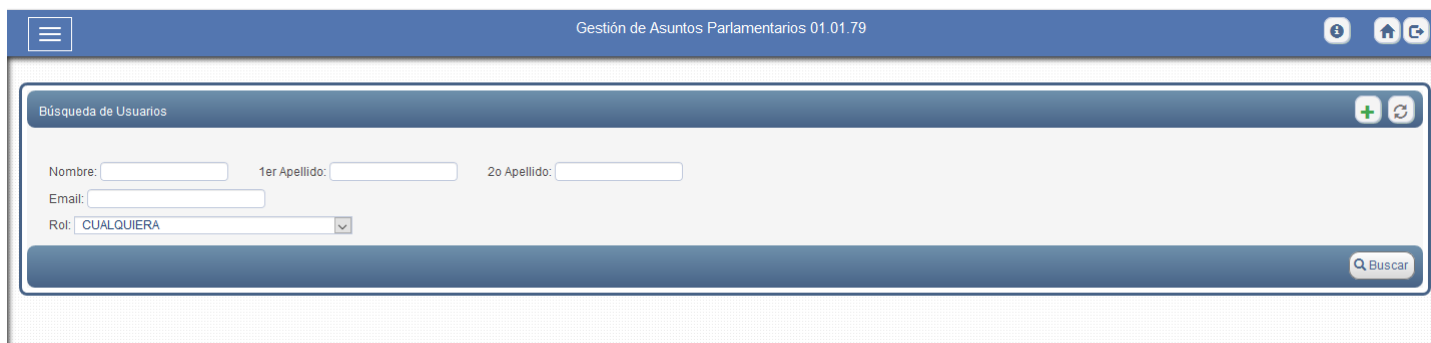 Gestión de Asuntos Parlamentarios 01.01.79
Búsqueda de Usuarios
Nombre: 1er Apellido: 2o Apellido:
Email:
Rol: CUALQUIERA
Buscar